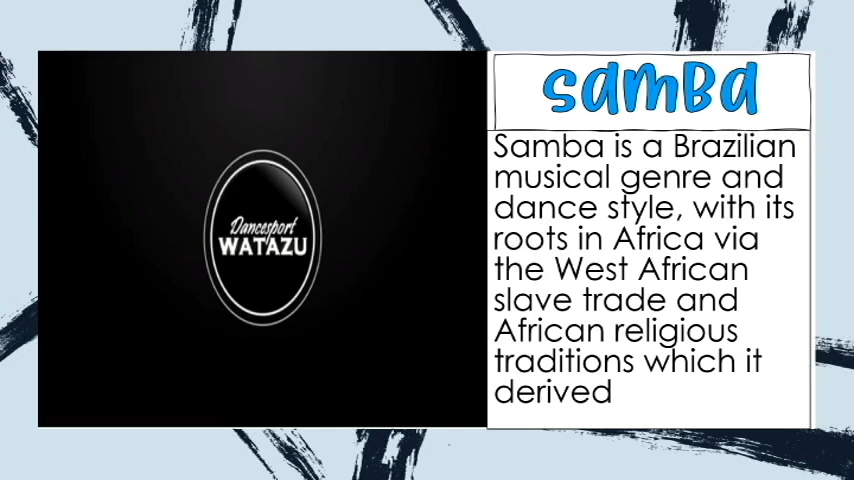 Dancesport
WATAZU
samBa
Samba is a Brazilian
musical genre and
dance style, with its
roots in Africa via
the West African
slave trade and
African religious
traditions which it
derived